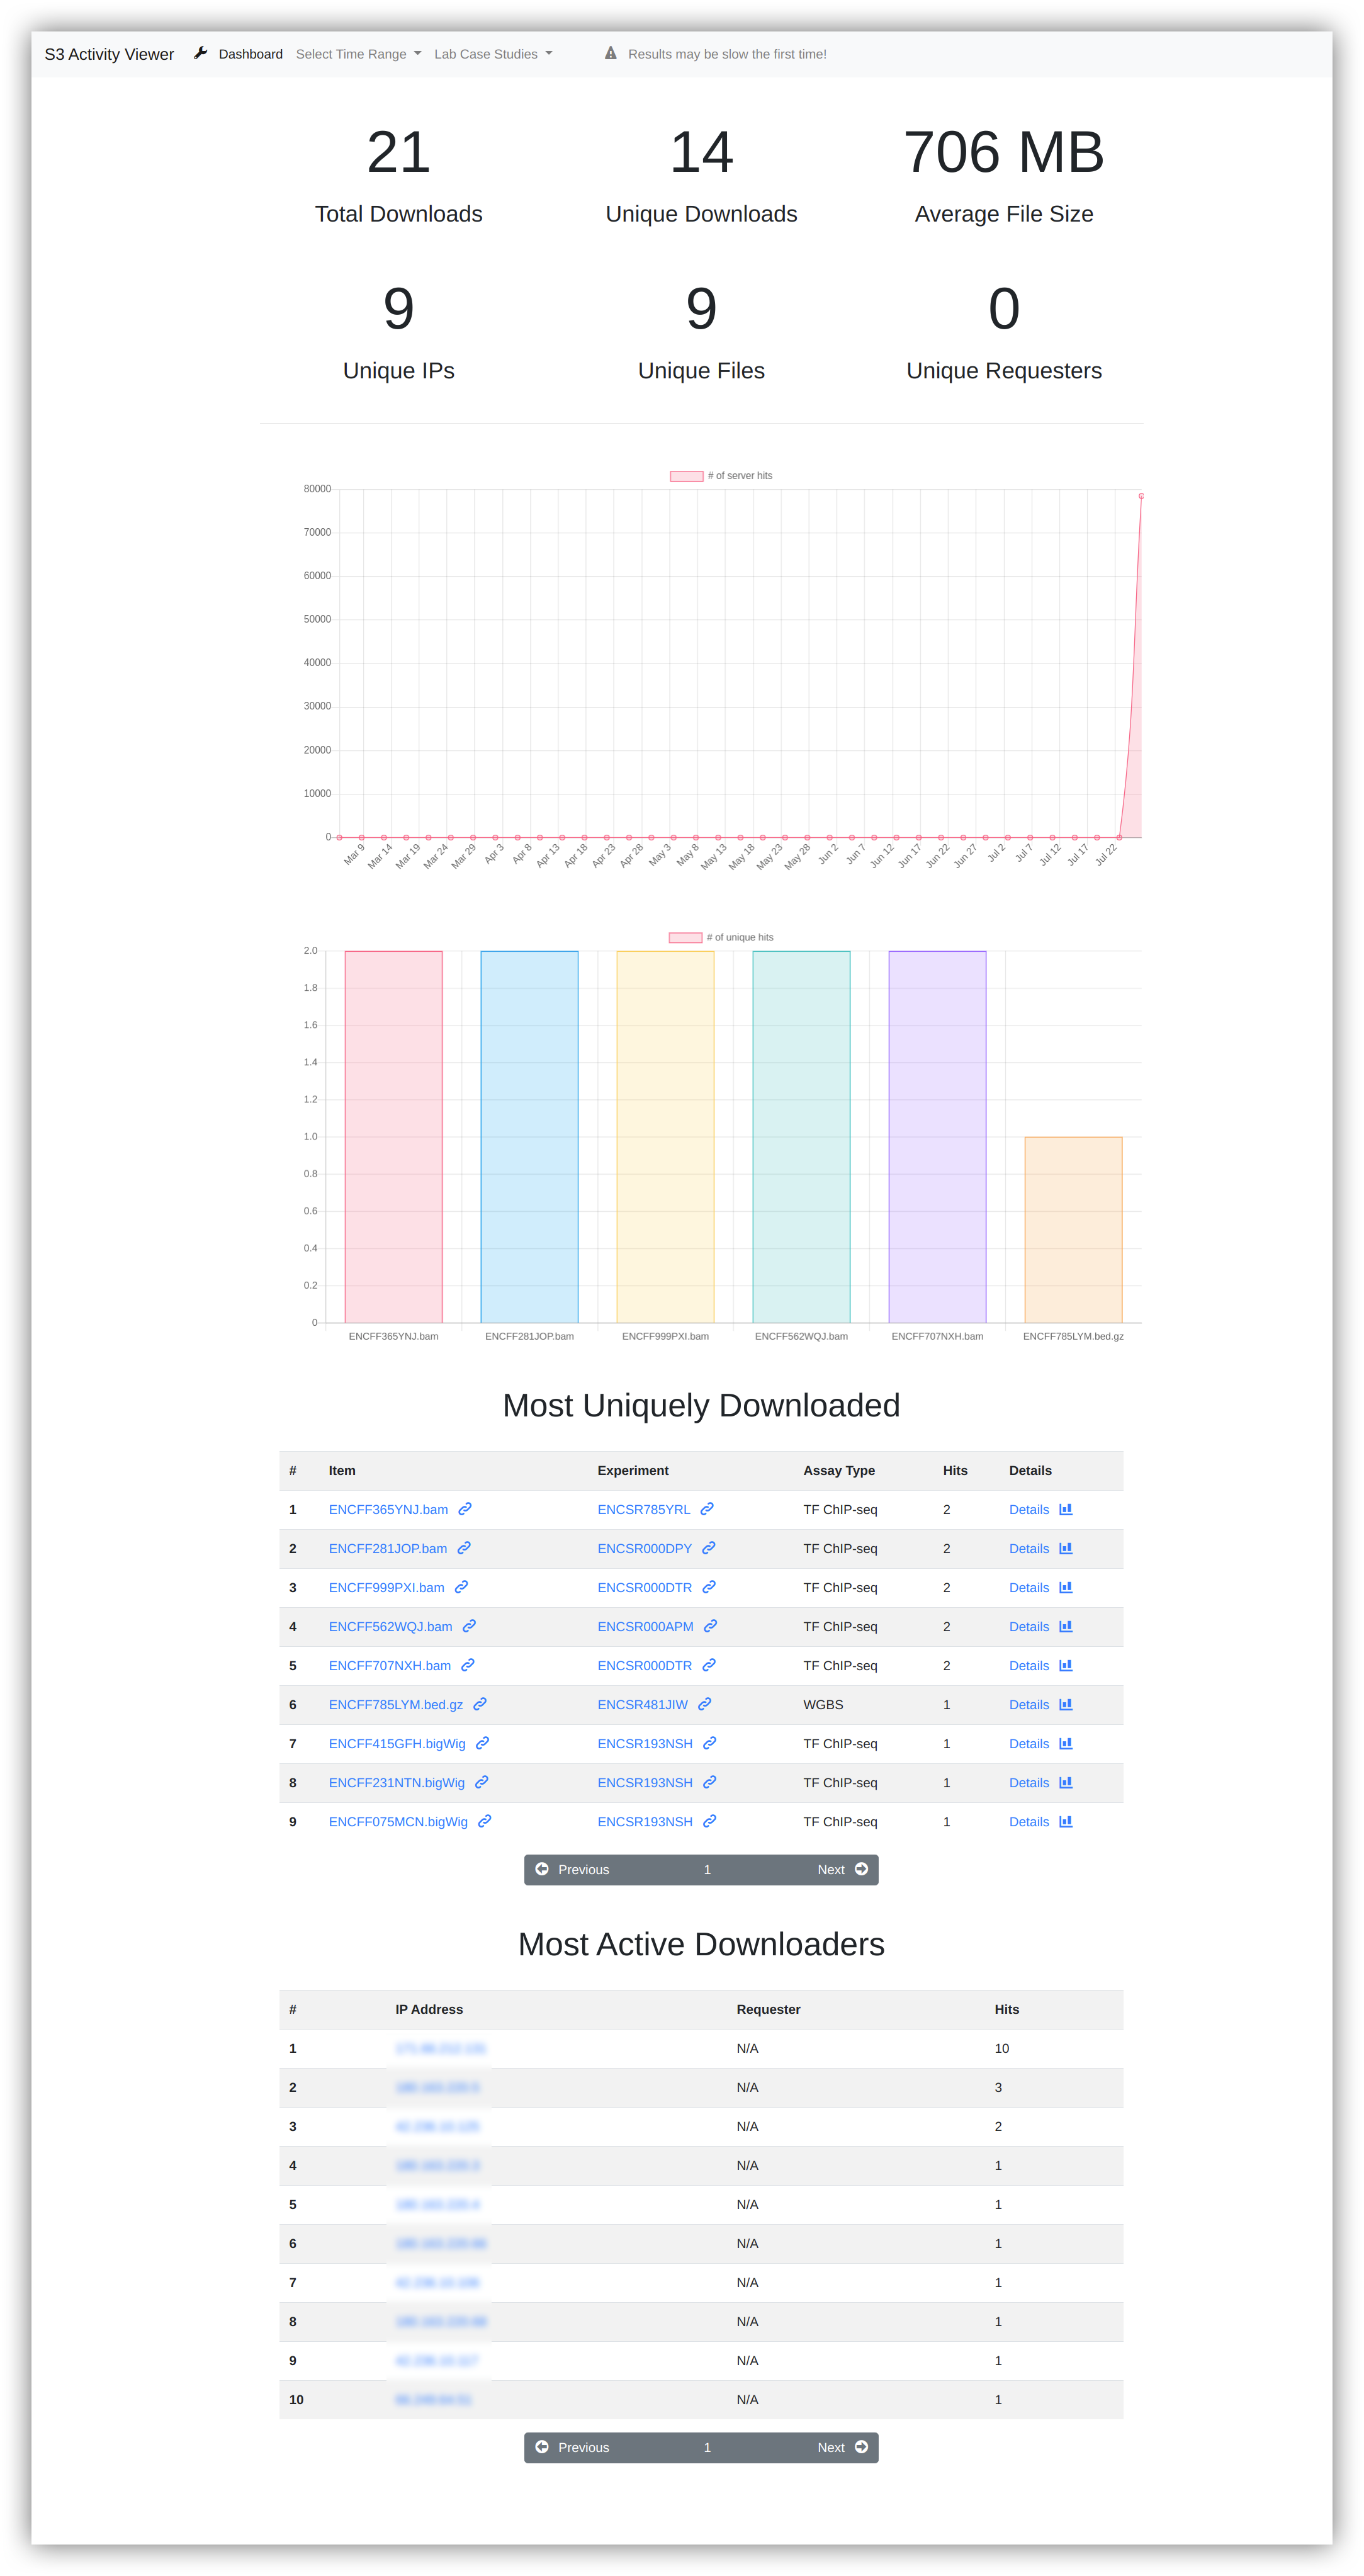 S3 Activity Viewer Dashboard Select Time Range Lab Case Studies Results may be slow the first time!
21 14 706 MB
Total Downloads Unique Downloads Average File Size
9 9 0
Unique IPs Unique Files Unique Requesters
# of server hits
80000
70000
60000
50000
40000
30000
20000
10000
0
Mar 9 Mar 14 Mar 19 Mar 24 Mar 29 Apr 3 Apr 8 Apr 13 Apr 18 Apr 23 Apr 28 May 3 May 8 May 13 May 18 May 23 May 28 Jun 2 Jun 7 Jun 12 Jun 17 Jun 22 Jun 27 Jul 2 Jul 7 Jul 12 Jul 17 Jul 22
# of unique hits
2.0
1.8
1.6
1.4
1.2
1.0
0.8
0.6
0.4
0.2
0
ENCFF365YNJ.bam ENCFF281JOP.bam ENCFF999PXI.bam ENCFF562WQJ.bam ENCFF707NXH.bam ENCFF785LYM.bed.gz
Most Uniquely Downloaded
# Item Experiment Assay Type Hits Details
1 ENCFF365YNJ.bam ENCSR785YRL TF ChIP-seq 2 Details
2 ENCFF281JOP.bam ENCSR000DPY TF ChIP-seq 2 Details
3 ENCFF999PXI.bam ENCSR000DTR TF ChIP-seq 2 Details
4 ENCFF562WQJ.bam ENCSR000APM TF ChIP-seq 2 Details
5 ENCFF707NXH.bam ENCSR000DTR TF ChIP-seq 2 Details
6 ENCFF785LYM.bed.gz ENCSR481JIW WGBS 1 Details
7 ENCFF415GFH.bigWig ENCSR193NSH TF ChIP-seq 1 Details
8 ENCFF231NTN.bigWig ENCSR193NSH TF ChIP-seq 1 Details
9 ENCFF075MCN.bigWig ENCSR193NSH TF ChIP-seq 1 Details
Previous 1 Next
Most Active Downloaders
# IP Address Requester Hits
1 N/A 10
2 N/A 3
3 N/A 2
4 N/A 1
5 N/A 1
6 N/A 1
7 N/A 1
8 N/A 1
9 N/A 1
10 N/A 1
Previous 1 Next